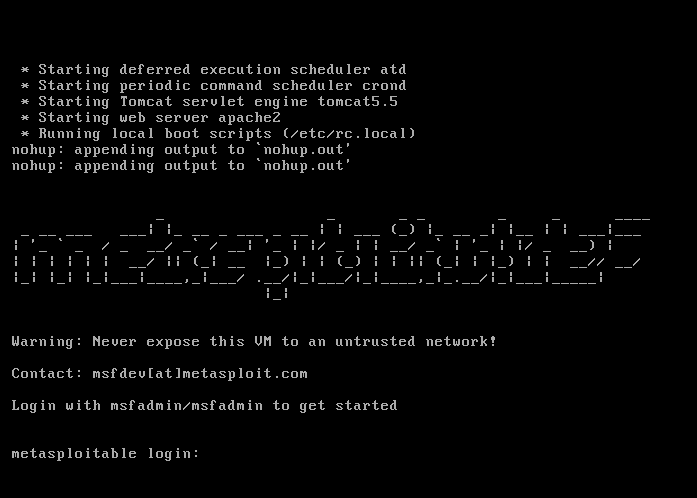 * Starting deferred execution scheduler atd
* Starting periodic command scheduler crond
* Starting Tomcat servlet engine tomcat5.5
* Starting web server apache2
* Running local boot scripts (/etc/rc.local)
nohup: appending output to `nohup.out'
nohup: appending output to `nohup.out'
metasploitable2
Warning: Never expose this VM to an untrusted network!
Contact: msfdev[at]metasploit.com
Login with msfadmin/msfadmin to get started
metasploitable login: